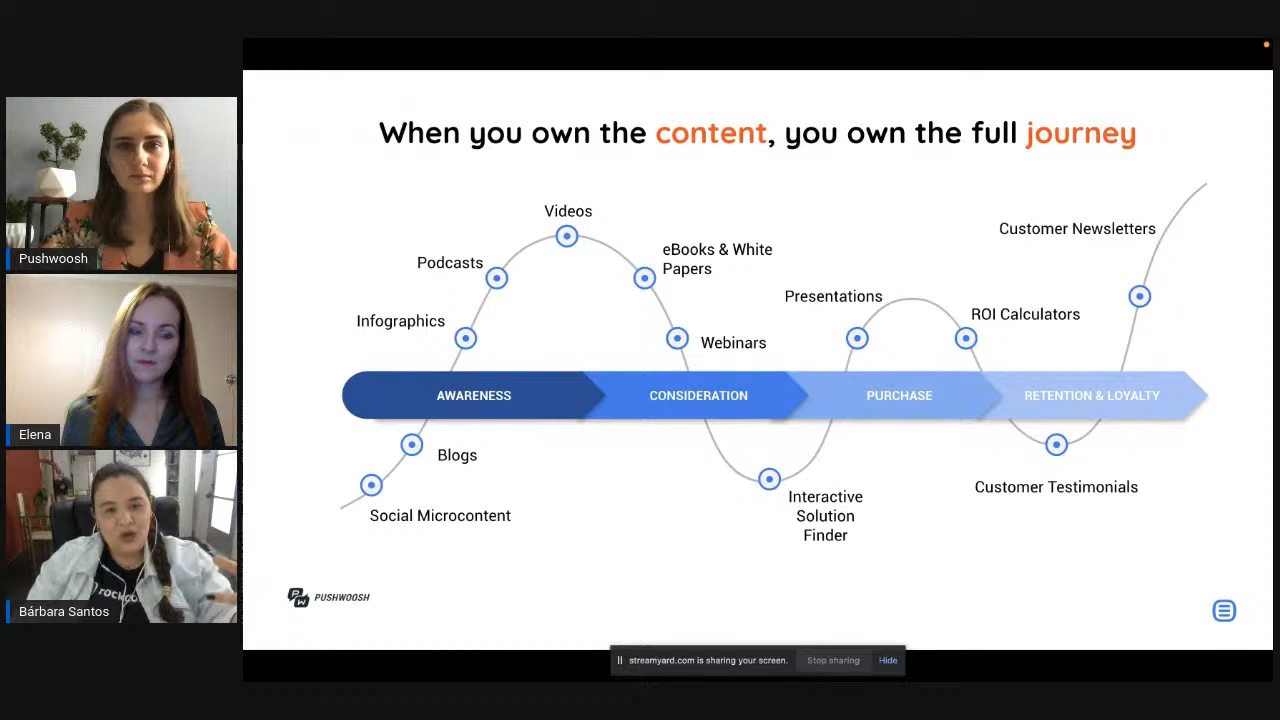 When you own the content, you own the full journey
Videos
Customer Newsletters
Podcasts
eBooks & White
Papers
Presentations
Infographics
ROI Calculators
Webinars
AWARENESS
CONSIDERATION
PURCHASE
RETENTION & LOYALTY
Blogs
Social Microcontent
Interactive
Solution
Finder
Customer Testimonials
PW PUSHWOOSH
streamyard.com is sharing your screen. Stop sharing Hide
Pushwoosh
Elena
rock
Bárbara Santos